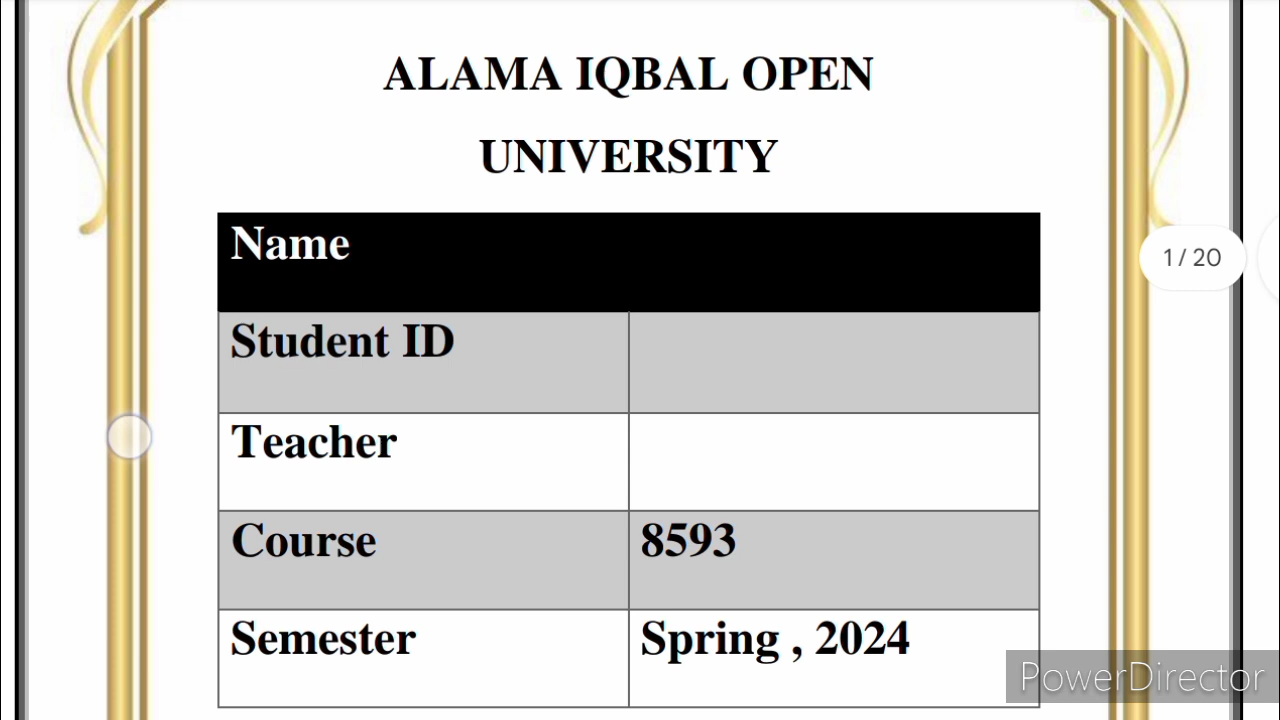 ALAMA IQBAL OPEN
UNIVERSITY
Name
1 / 20
Student ID
Teacher
Course 8593
Semester Spring , 2024
PowerDirector